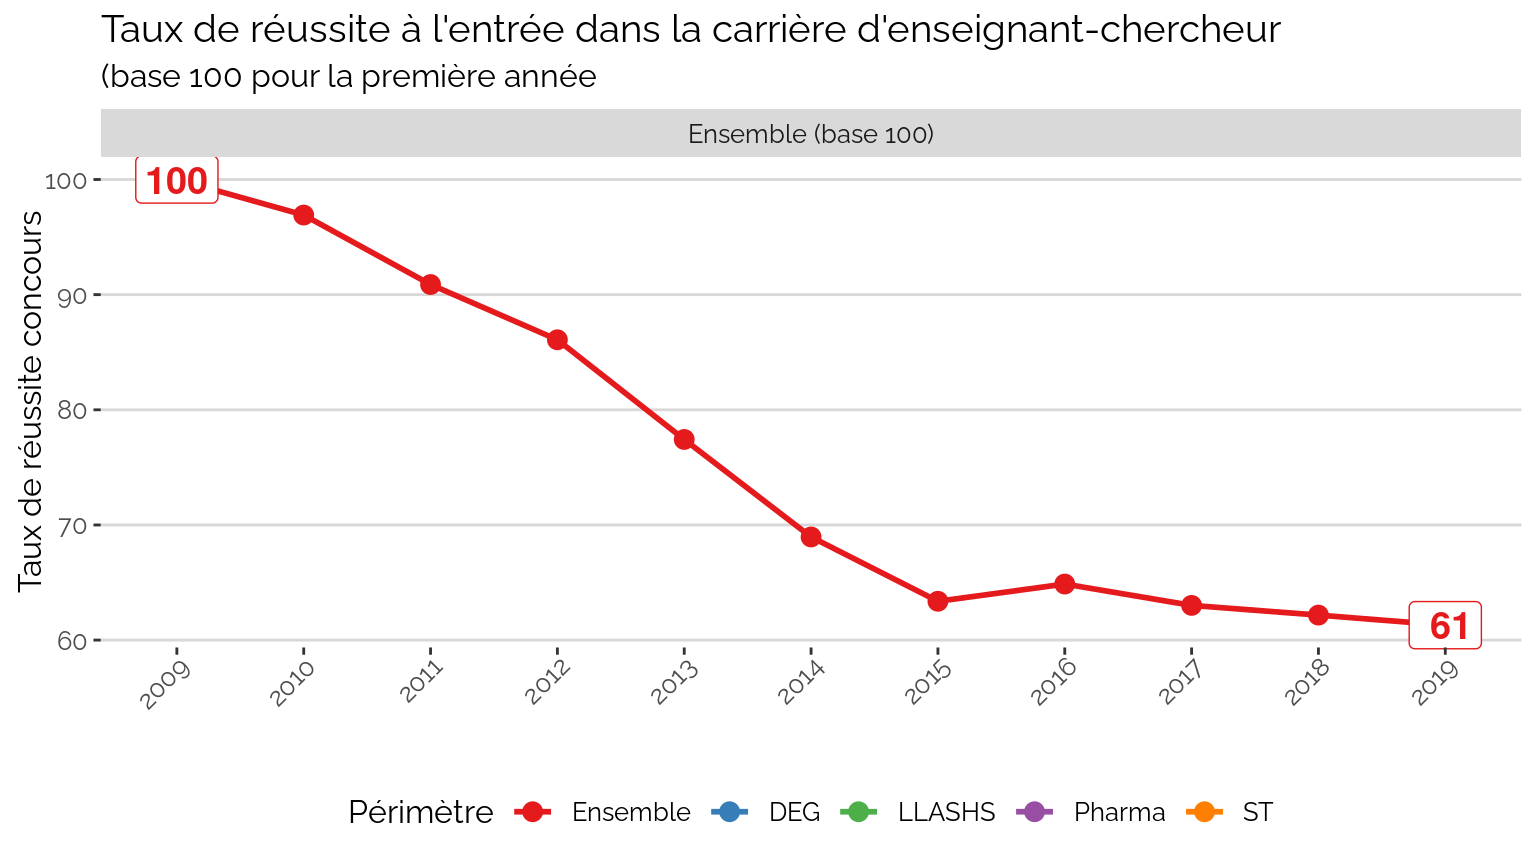 Taux de réussite à l'entrée dans la carrière d'enseignant-chercheur
(base 100 pour la première année
Ensemble (base 100)
Taux de réussite concours
100
90
80
70
60
100
61
2009 2010 2011 2012 2013 2014 2015 2016 2017 2018 2019
Périmètre Ensemble DEG LLASHS Pharma ST